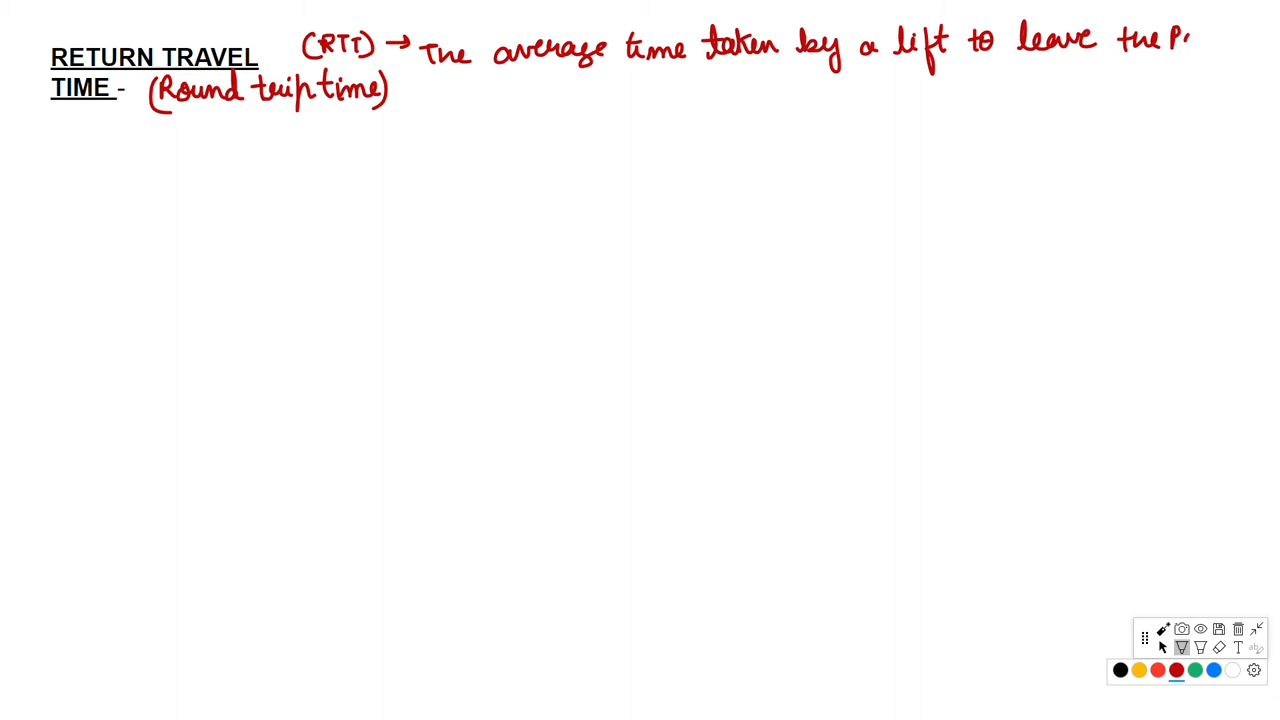 RETURN TRAVEL (RTT) → The average time taken by a lift to leave the P.
TIME - (Round trip time)